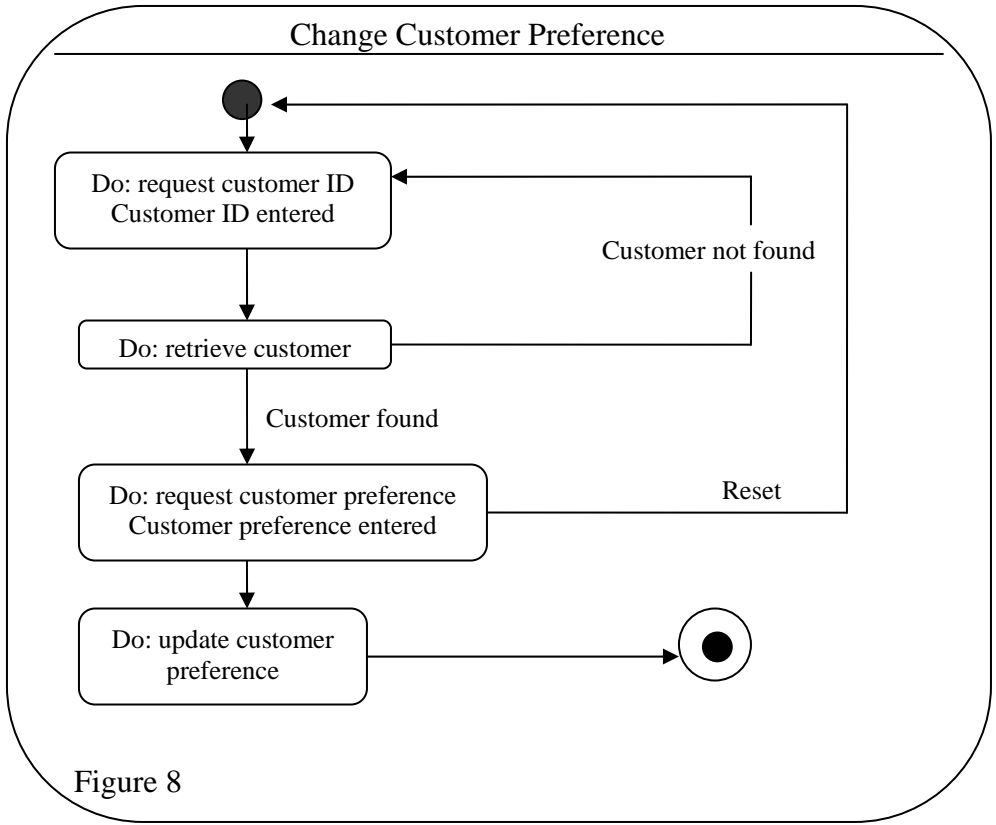 Change Customer Preference
Do: request customer ID
Customer ID entered
Customer not found
Do: retrieve customer
Customer found
Do: request customer preference
Customer preference entered
Reset
Do: update customer
preference
Figure 8